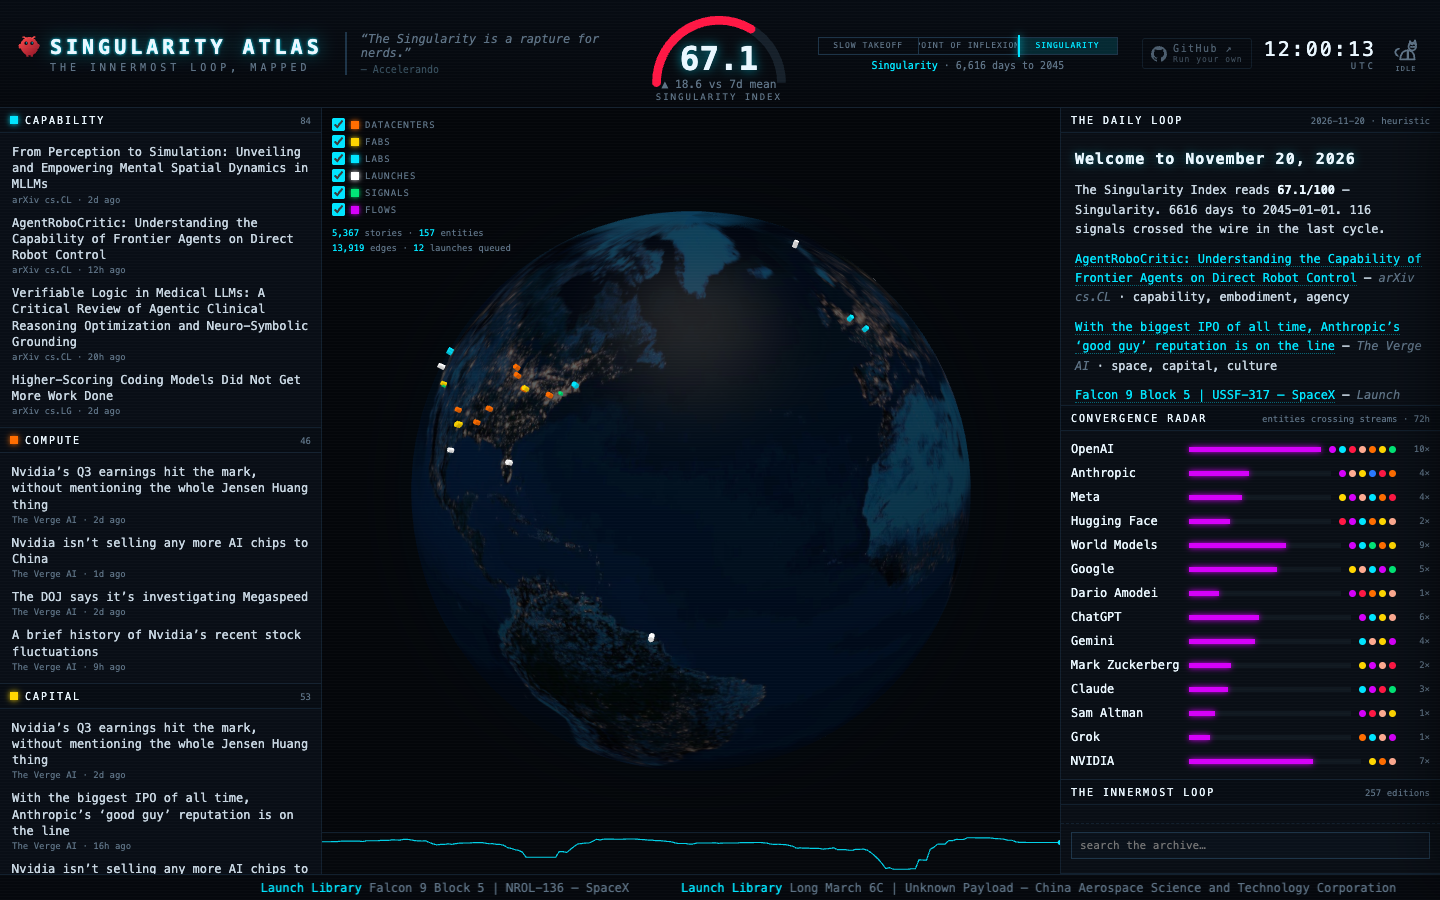 SINGULARITY ATLAS
THE INNERMOST LOOP, MAPPED
“The Singularity is a rapture for
nerds.”
— Accelerando
67.1
▲ 18.6 vs 7d mean
SINGULARITY INDEX
SLOW TAKEOFF
POINT OF INFLEXION
SINGULARITY
Singularity · 6,616 days to 2045
GitHub ↗
Run your own
12:00:13
UTC
IDLE
CAPABILITY 84
From Perception to Simulation: Unveiling
and Empowering Mental Spatial Dynamics in
MLLMs
arXiv cs.CL · 2d ago
AgentRoboCritic: Understanding the
Capability of Frontier Agents on Direct
Robot Control
arXiv cs.CL · 12h ago
Verifiable Logic in Medical LLMs: A
Critical Review of Agentic Clinical
Reasoning Optimization and Neuro-Symbolic
Grounding
arXiv cs.CL · 20h ago
Higher-Scoring Coding Models Did Not Get
More Work Done
arXiv cs.LG · 2d ago
COMPUTE 46
Nvidia’s Q3 earnings hit the mark,
without mentioning the whole Jensen Huang
thing
The Verge AI · 2d ago
Nvidia isn’t selling any more AI chips to
China
The Verge AI · 1d ago
The DOJ says it’s investigating Megaspeed
The Verge AI · 2d ago
A brief history of Nvidia’s recent stock
fluctuations
The Verge AI · 9h ago
CAPITAL 53
Nvidia’s Q3 earnings hit the mark,
without mentioning the whole Jensen Huang
thing
The Verge AI · 2d ago
With the biggest IPO of all time,
Anthropic’s ‘good guy’ reputation is on
the line
The Verge AI · 16h ago
Nvidia isn’t selling any more AI chips to
DATACENTERS
FABS
LABS
LAUNCHES
SIGNALS
FLOWS
5,367 stories · 157 entities
13,919 edges · 12 launches queued
THE DAILY LOOP 2026-11-20 · heuristic
Welcome to November 20, 2026
The Singularity Index reads 67.1/100 —
Singularity. 6616 days to 2045-01-01. 116
signals crossed the wire in the last cycle.
AgentRoboCritic: Understanding the Capability of
Frontier Agents on Direct Robot Control — arXiv
cs.CL · capability, embodiment, agency
With the biggest IPO of all time, Anthropic’s
‘good guy’ reputation is on the line — The Verge
AI · space, capital, culture
Falcon 9 Block 5 | USSF-317 — SpaceX — Launch
CONVERGENCE RADAR entities crossing streams · 72h
OpenAI 10×
Anthropic 4×
Meta 4×
Hugging Face 2×
World Models 9×
Google 5×
Dario Amodei 1×
ChatGPT 6×
Gemini 4×
Mark Zuckerberg 2×
Claude 3×
Sam Altman 1×
Grok 1×
NVIDIA 7×
THE INNERMOST LOOP 257 editions
search the archive…
Launch Library Falcon 9 Block 5 | NROL-136 — SpaceX Launch Library Long March 6C | Unknown Payload — China Aerospace Science and Technology Corporation